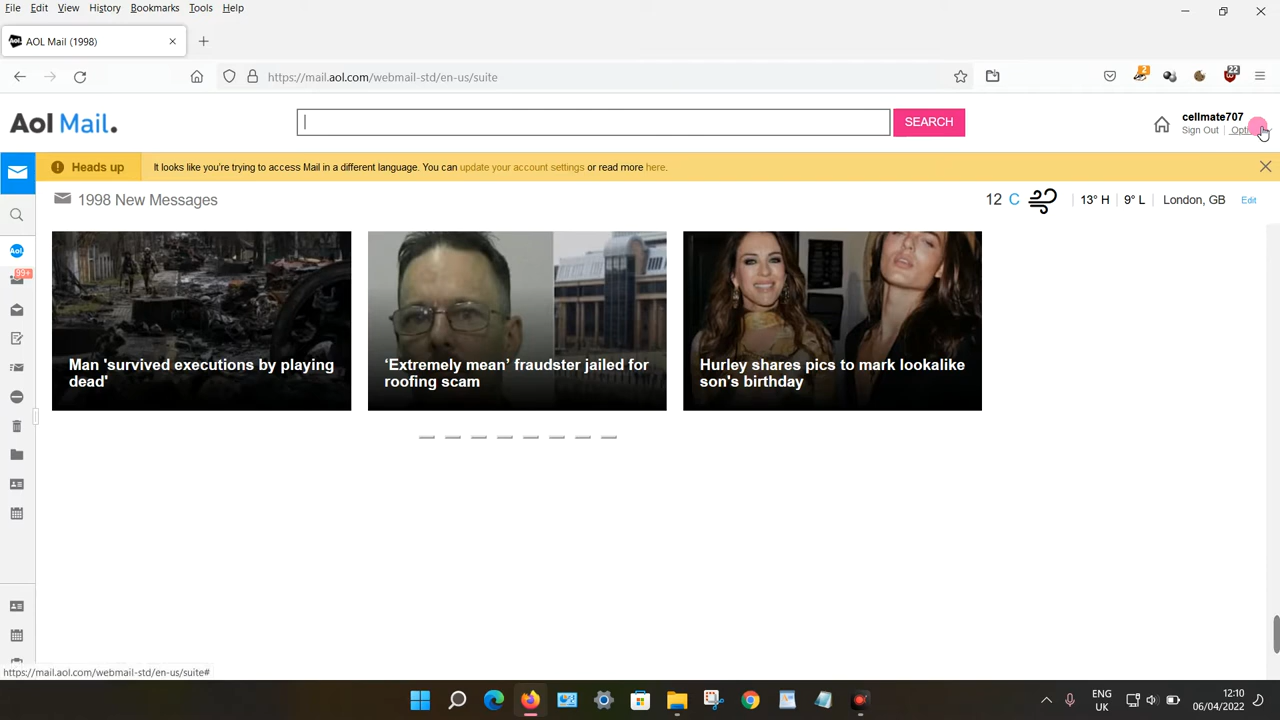 File Edit View History Bookmarks Tools Help
AOL Mail (1998)
https://mail.aol.com/webmail-std/en-us/suite
2
22
Aol Mail.
SEARCH
cellmate707
Sign Out
Heads up
It looks like you're trying to access Mail in a different language. You can update your account settings or read more here.
1998 New Messages
12 C 13° H 9° L London, GB Edit
Aol.
99+
Man 'survived executions by playing
dead'
‘Extremely mean’ fraudster jailed for
roofing scam
Hurley shares pics to mark lookalike
son's birthday
https://mail.aol.com/webmail-std/en-us/suite#
ENG
UK
12:10
06/04/2022